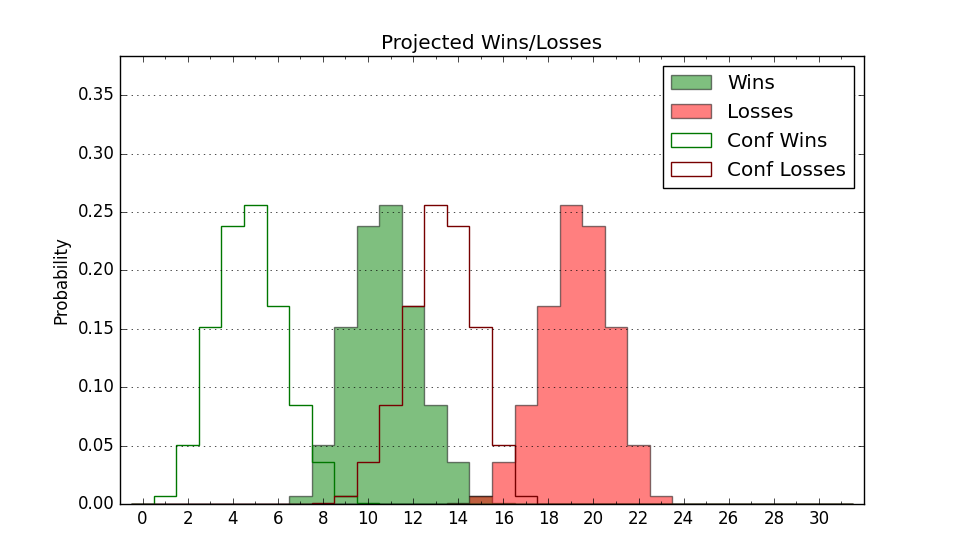 Projected Wins/Losses
Wins
Losses
Conf Wins
Conf Losses
Probability
0.35
0.30
0.25
0.20
0.15
0.10
0.05
0.00
0 2 4 6 8 10 12 14 16 18 20 22 24 26 28 30